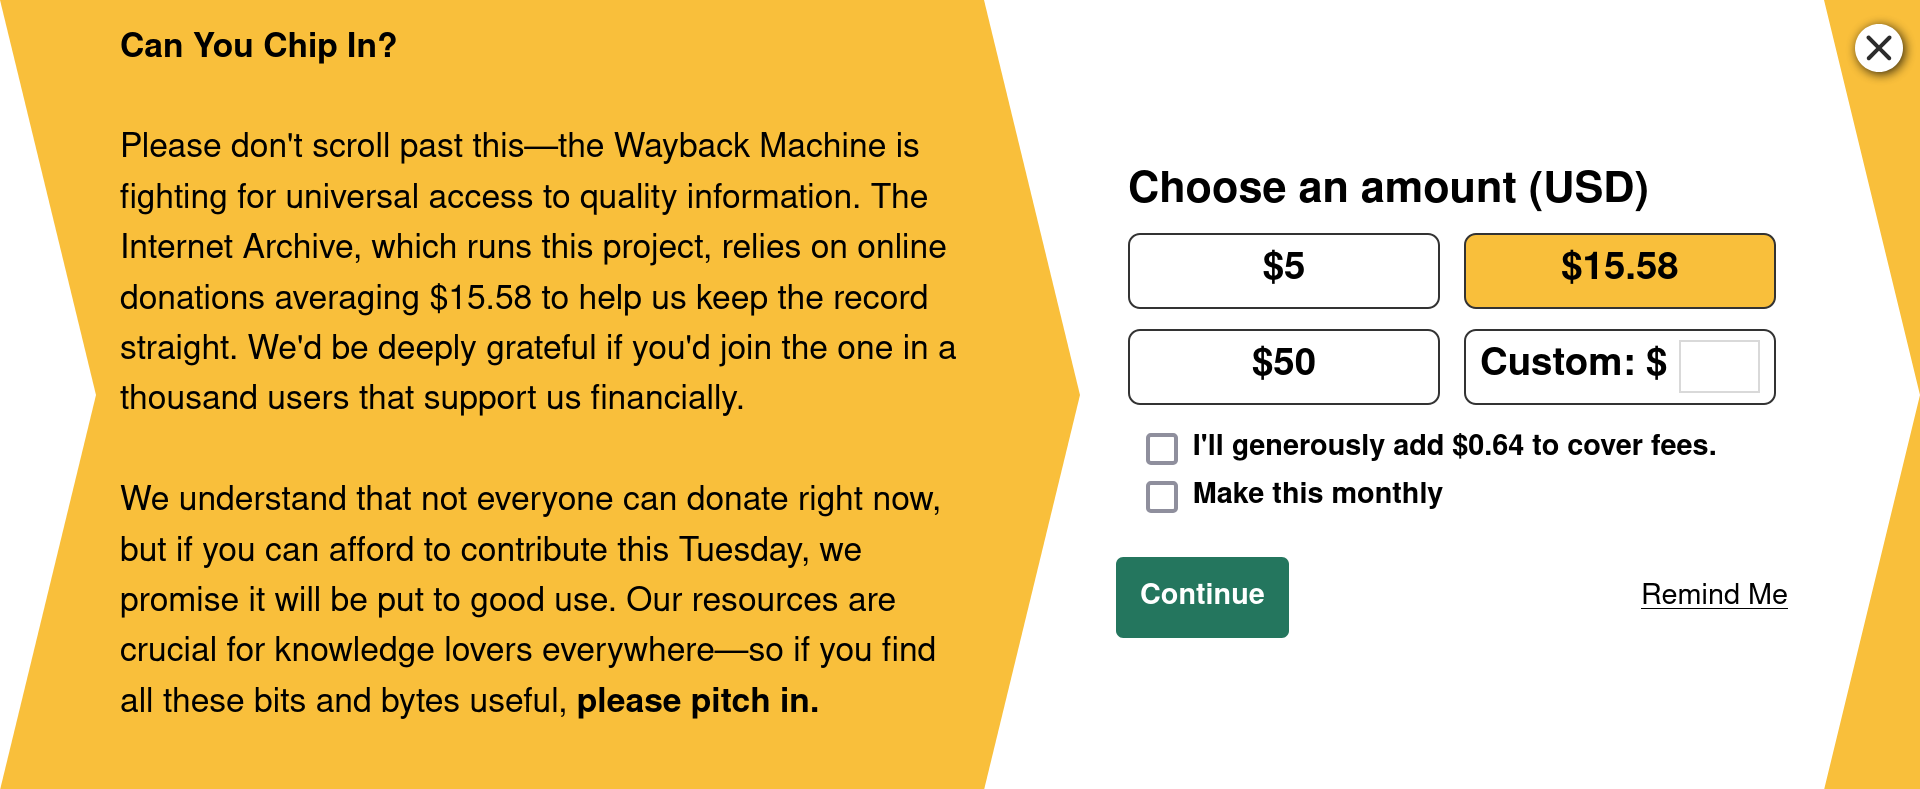 Can You Chip In?
Please don't scroll past this—the Wayback Machine is
fighting for universal access to quality information. The
Internet Archive, which runs this project, relies on online
donations averaging $15.58 to help us keep the record
straight. We'd be deeply grateful if you'd join the one in a
thousand users that support us financially.
We understand that not everyone can donate right now,
but if you can afford to contribute this Tuesday, we
promise it will be put to good use. Our resources are
crucial for knowledge lovers everywhere—so if you find
all these bits and bytes useful, please pitch in.
Choose an amount (USD)
$5
$15.58
$50
Custom: $
I'll generously add $0.64 to cover fees.
Make this monthly
Continue
Remind Me